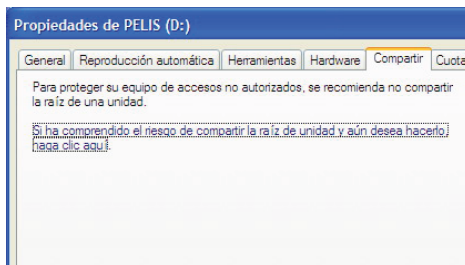 Propiedades de PELIS (D:)
General Reproducción automática Herramientas Hardware Compartir Cuota
Para proteger su equipo de accesos no autorizados, se recomienda no compartir
la raíz de una unidad.
Si ha comprendido el riesgo de compartir la raíz de unidad y aún desea hacerlo,
haga clic aquí.